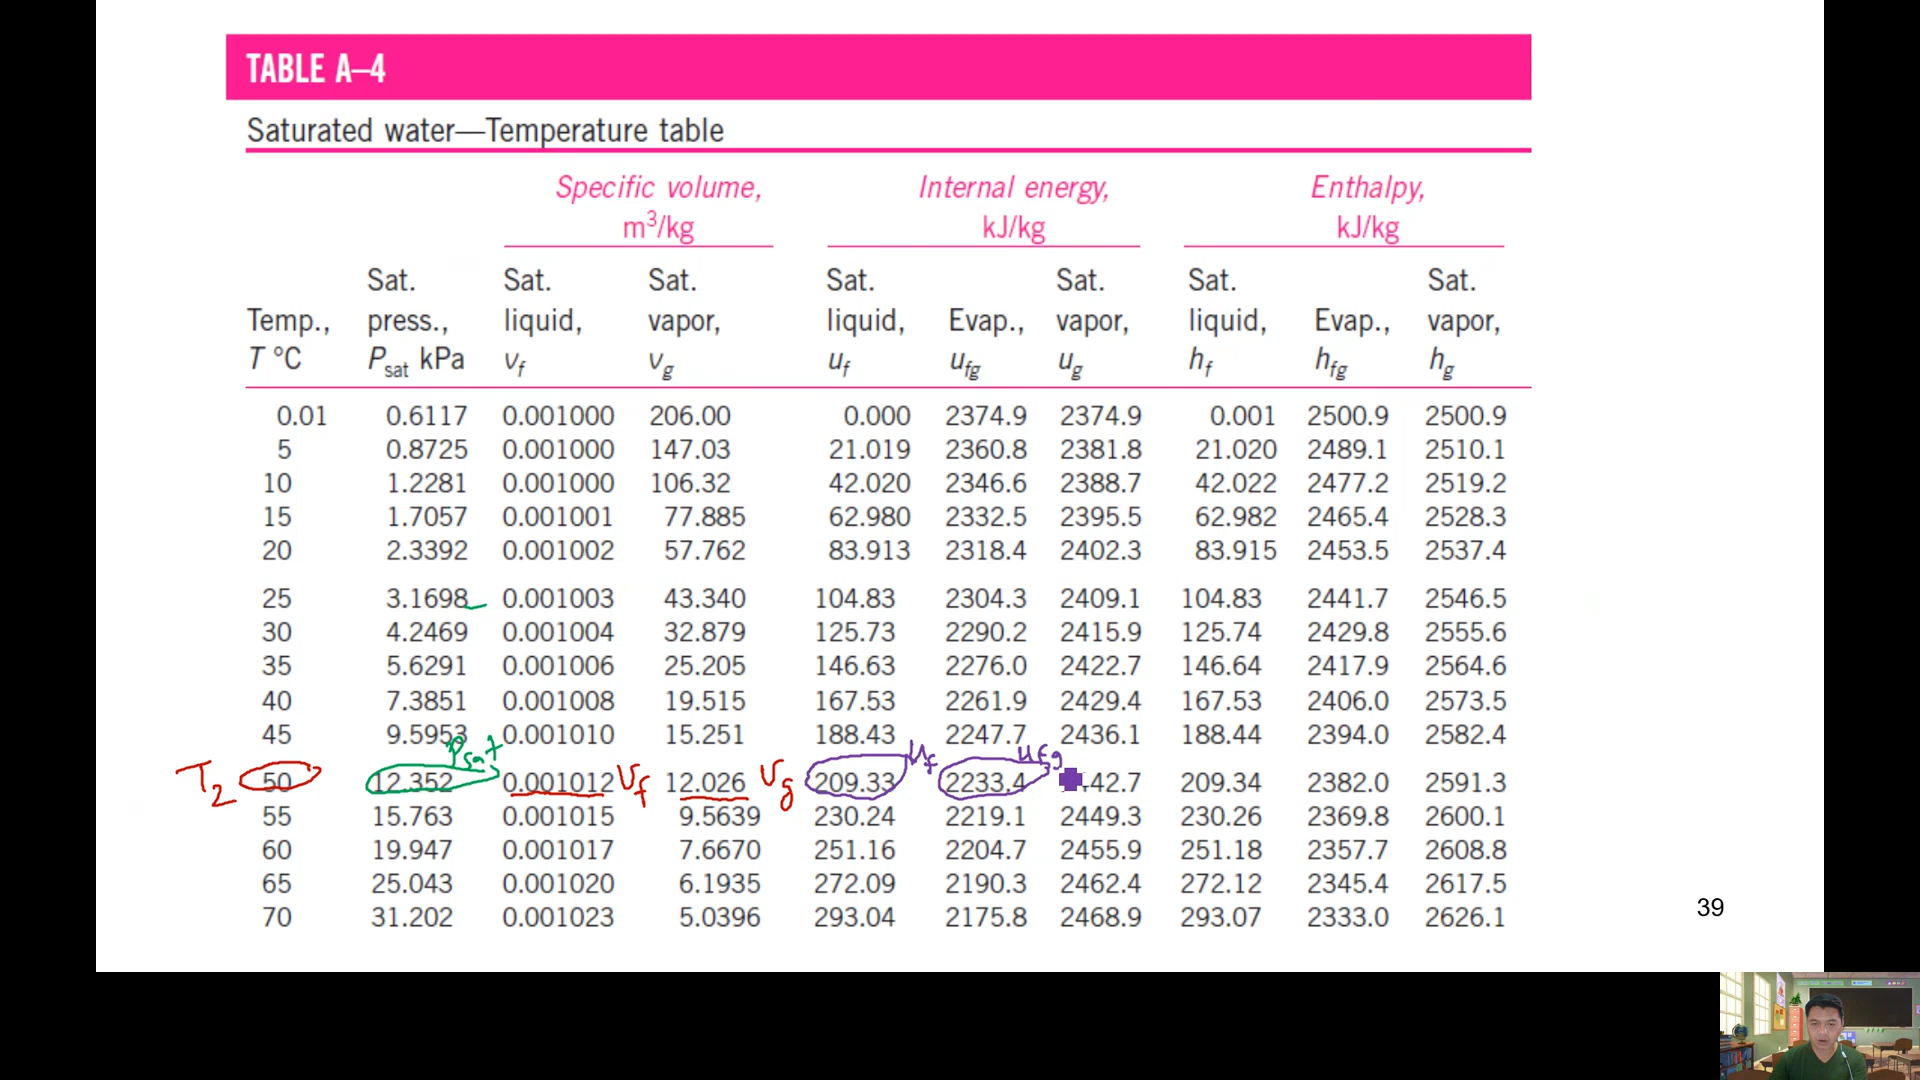 TABLE A–4
Saturated water—Temperature table
Specific volume, Internal energy, Enthalpy,
m³/kg kJ/kg kJ/kg
Sat. Sat. Sat. Sat. Sat. Sat. Sat.
Temp., press., liquid, vapor, liquid, Evap., vapor, liquid, Evap., vapor,
T °C Psat kPa vf vg uf ufg ug hf hfg hg
0.01 0.6117 0.001000 206.00 0.000 2374.9 2374.9 0.001 2500.9 2500.9
5 0.8725 0.001000 147.03 21.019 2360.8 2381.8 21.020 2489.1 2510.1
10 1.2281 0.001000 106.32 42.020 2346.6 2388.7 42.022 2477.2 2519.2
15 1.7057 0.001001 77.885 62.980 2332.5 2395.5 62.982 2465.4 2528.3
20 2.3392 0.001002 57.762 83.913 2318.4 2402.3 83.915 2453.5 2537.4
25 3.1698 0.001003 43.340 104.83 2304.3 2409.1 104.83 2441.7 2546.5
30 4.2469 0.001004 32.879 125.73 2290.2 2415.9 125.74 2429.8 2555.6
35 5.6291 0.001006 25.205 146.63 2276.0 2422.7 146.64 2417.9 2564.6
40 7.3851 0.001008 19.515 167.53 2261.9 2429.4 167.53 2406.0 2573.5
45 9.5953 0.001010 15.251 188.43 2247.7 2436.1 188.44 2394.0 2582.4
Psat uf ufg
T2 50 12.352 0.001012 vf 12.026 vg 209.33 2233.4 42.7 209.34 2382.0 2591.3
55 15.763 0.001015 9.5639 230.24 2219.1 2449.3 230.26 2369.8 2600.1
60 19.947 0.001017 7.6670 251.16 2204.7 2455.9 251.18 2357.7 2608.8
65 25.043 0.001020 6.1935 272.09 2190.3 2462.4 272.12 2345.4 2617.5
70 31.202 0.001023 5.0396 293.04 2175.8 2468.9 293.07 2333.0 2626.1
39